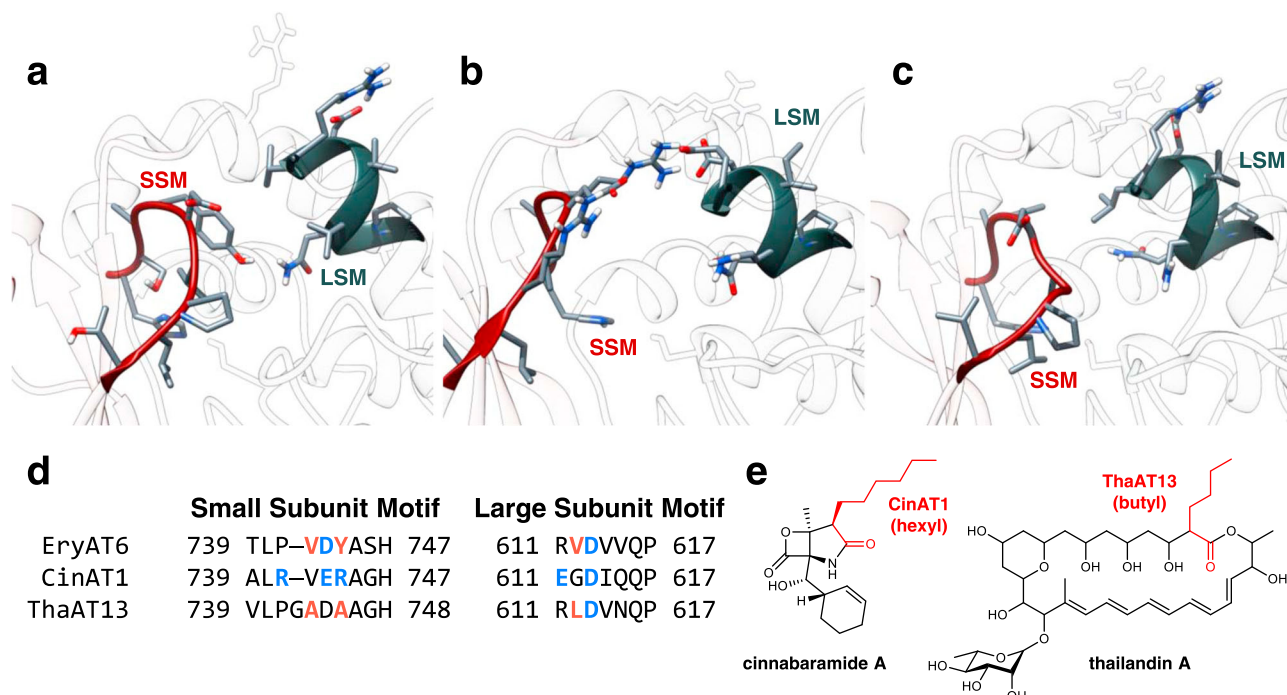 a
b
c
SSM
LSM
SSM
LSM
SSM
LSM
d
Small Subunit Motif Large Subunit Motif
EryAT6 739 TLP–VDYASH 747 611 RVDVVQP 617
CinAT1 739 ALR–VERAGH 747 611 EGDIQQP 617
ThaAT13 739 VLPGADAAGH 748 611 RLDVNQP 617
e
CinAT1
(hexyl)
O
O
O
NH
HO
H
cinnabaramide A
ThaAT13
(butyl)
HO
O
OH
OH
OH
O
O
OH
HO
O
O
HO
HO
OH
thailandin A